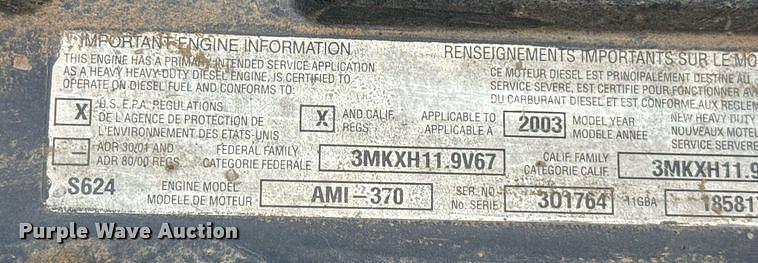 IMPORTANT ENGINE INFORMATION
THIS ENGINE HAS A PRIMARY INTENDED SERVICE APPLICATION
AS A HEAVY HEAVY-DUTY DIESEL ENGINE, IS CERTIFIED TO
OPERATE ON DIESEL FUEL AND CONFORMS TO:
X U.S. E.P.A. REGULATIONS
DE L'AGENCE DE PROTECTION DE
L'ENVIRONNEMENT DES ETATS-UNIS
X AND CALIF.
REGS
— ADR 30/01 AND
ADR 80/00 REGS
FEDERAL FAMILY
CATEGORIE FEDERALE
3MKXH11.9V67
S624
ENGINE MODEL
MODELE DE MOTEUR
AMI-370
RENSEIGNEMENTS IMPORTANTS SUR LE MO
CE MOTEUR DIESEL EST PRINCIPALEMENT DESTINE AU
SERVICE SEVERE, EST CERTIFIE POUR FONCTIONNER AV
DU CARBURANT DIESEL ET EST CONFORME AUX REGLEM
APPLICABLE TO
APPLICABLE A
2003
MODEL YEAR
MODELE ANNEE
NEW HEAVY DUTY
NOUVEAUX MOTEU
SERVICE
CALIF. FAMILY
CATEGORIE CALIF.
3MKXH11.9
SER. NO.
No. SERIE
301764
11GBA
18581
Purple Wave Auction